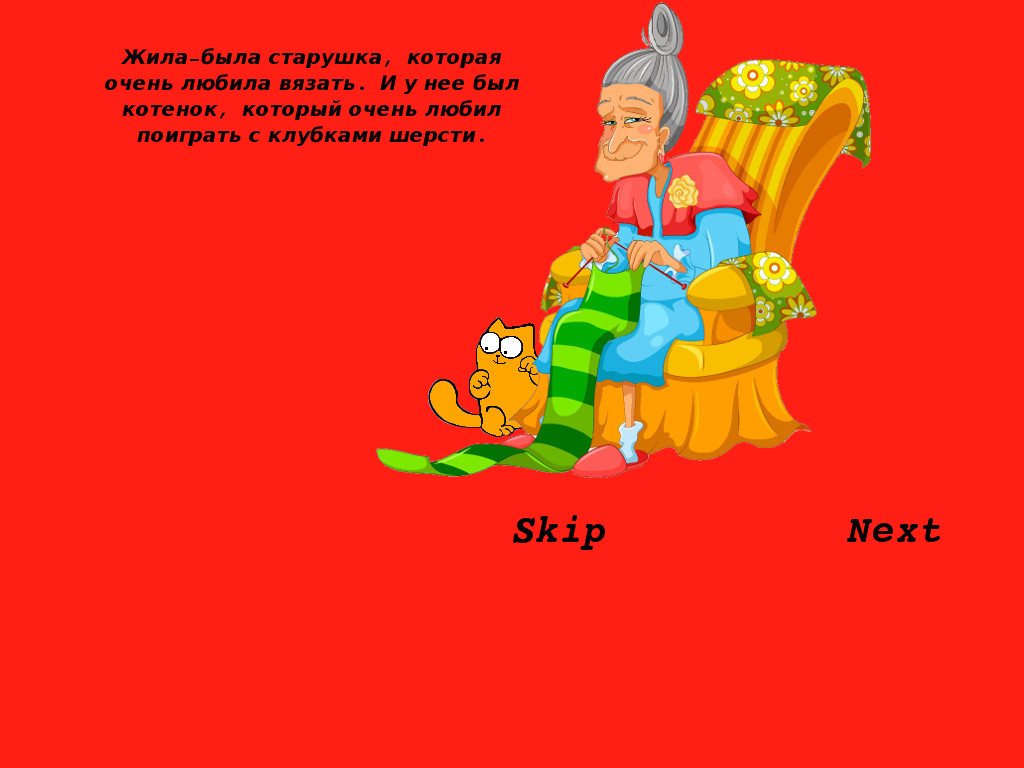 Жила-была старушка, которая
очень любила вязать. И у нее был
котенок, который очень любил
поиграть с клубками шерсти.
Skip
Next